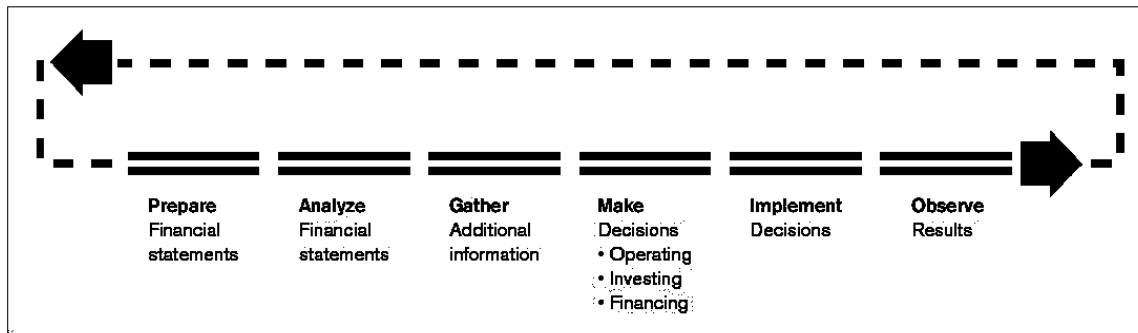 Prepare
Financial
statements
Analyze
Financial
statements
Gather
Additional
information
Make
Decisions
• Operating
• Investing
• Financing
Implement
Decisions
Observe
Results